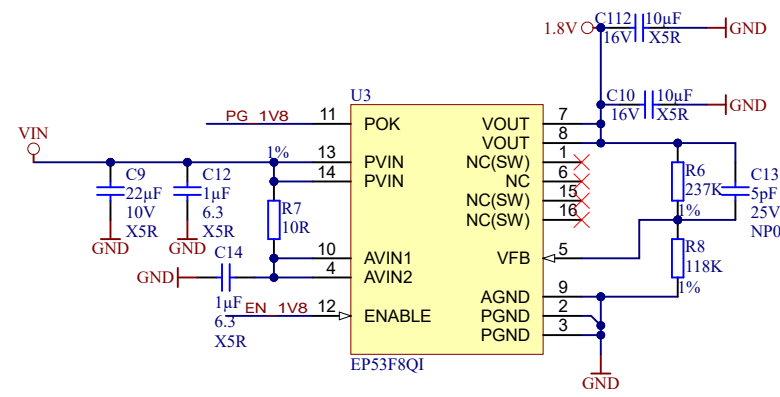 C112 10µF
1.8V GND
16V X5R
C10 10µF
GND
16V X5R
U3
PG_1V8 11 POK VOUT 7
VOUT 8
VIN
1% 13 PVIN NC(SW) 1
14 PVIN NC 6
NC(SW) 15
NC(SW) 16
C9
22µF
10V
X5R
GND
C12
1µF
6.3
X5R
GND
R7
10R
R6
237K
1%
C13
5pF
25V
NP0
10 AVIN1 VFB 5
4 AVIN2
C14
GND
1µF
6.3
X5R
R8
118K
1%
EN_1V8 12 ENABLE
AGND 9
PGND 2
PGND 3
EP53F8QI
GND